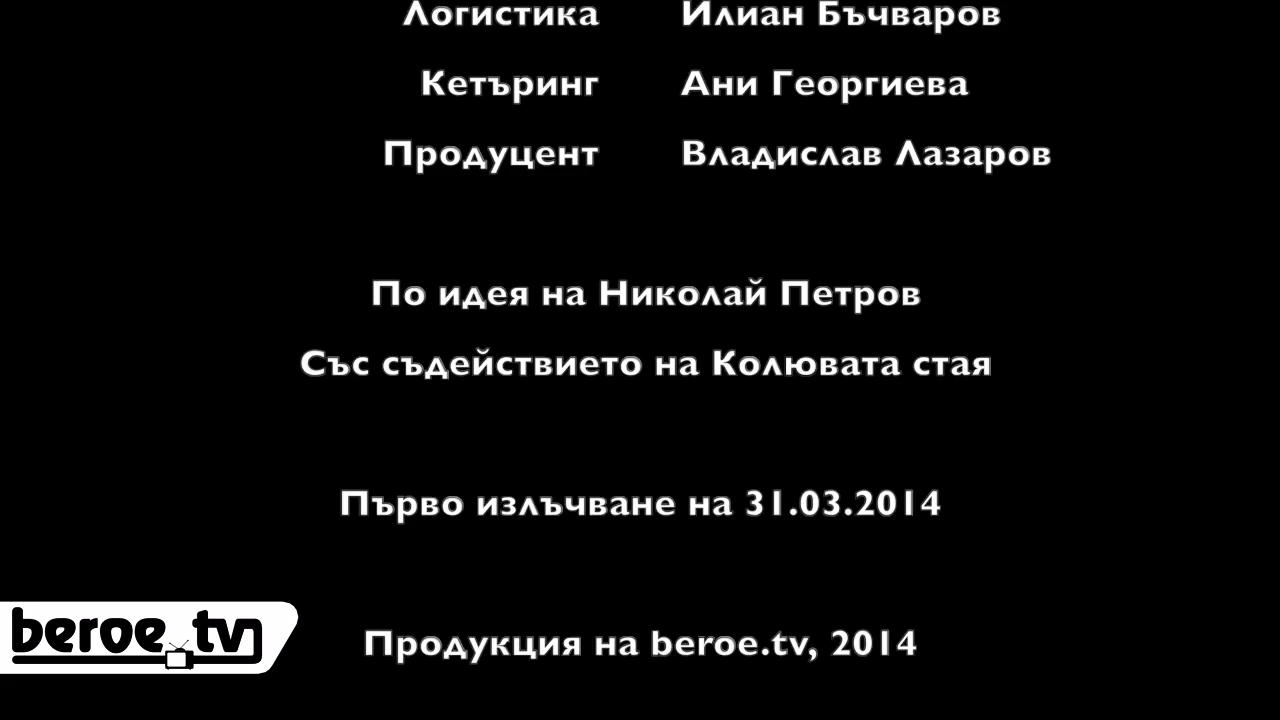 Логистика Илиан Бъчваров
Кетъринг Ани Георгиева
Продуцент Владислав Лазаров
По идея на Николай Петров
Със съдействието на Колювата стая
Първо излъчване на 31.03.2014
beroe.tv
Продукция на beroe.tv, 2014